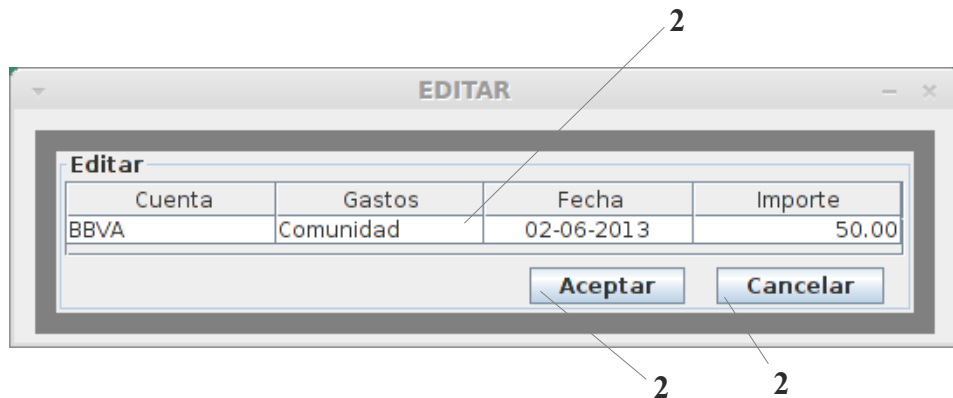 2
EDITAR
Editar
Cuenta Gastos Fecha Importe
BBVA Comunidad 02-06-2013 50.00
Aceptar Cancelar
2 2